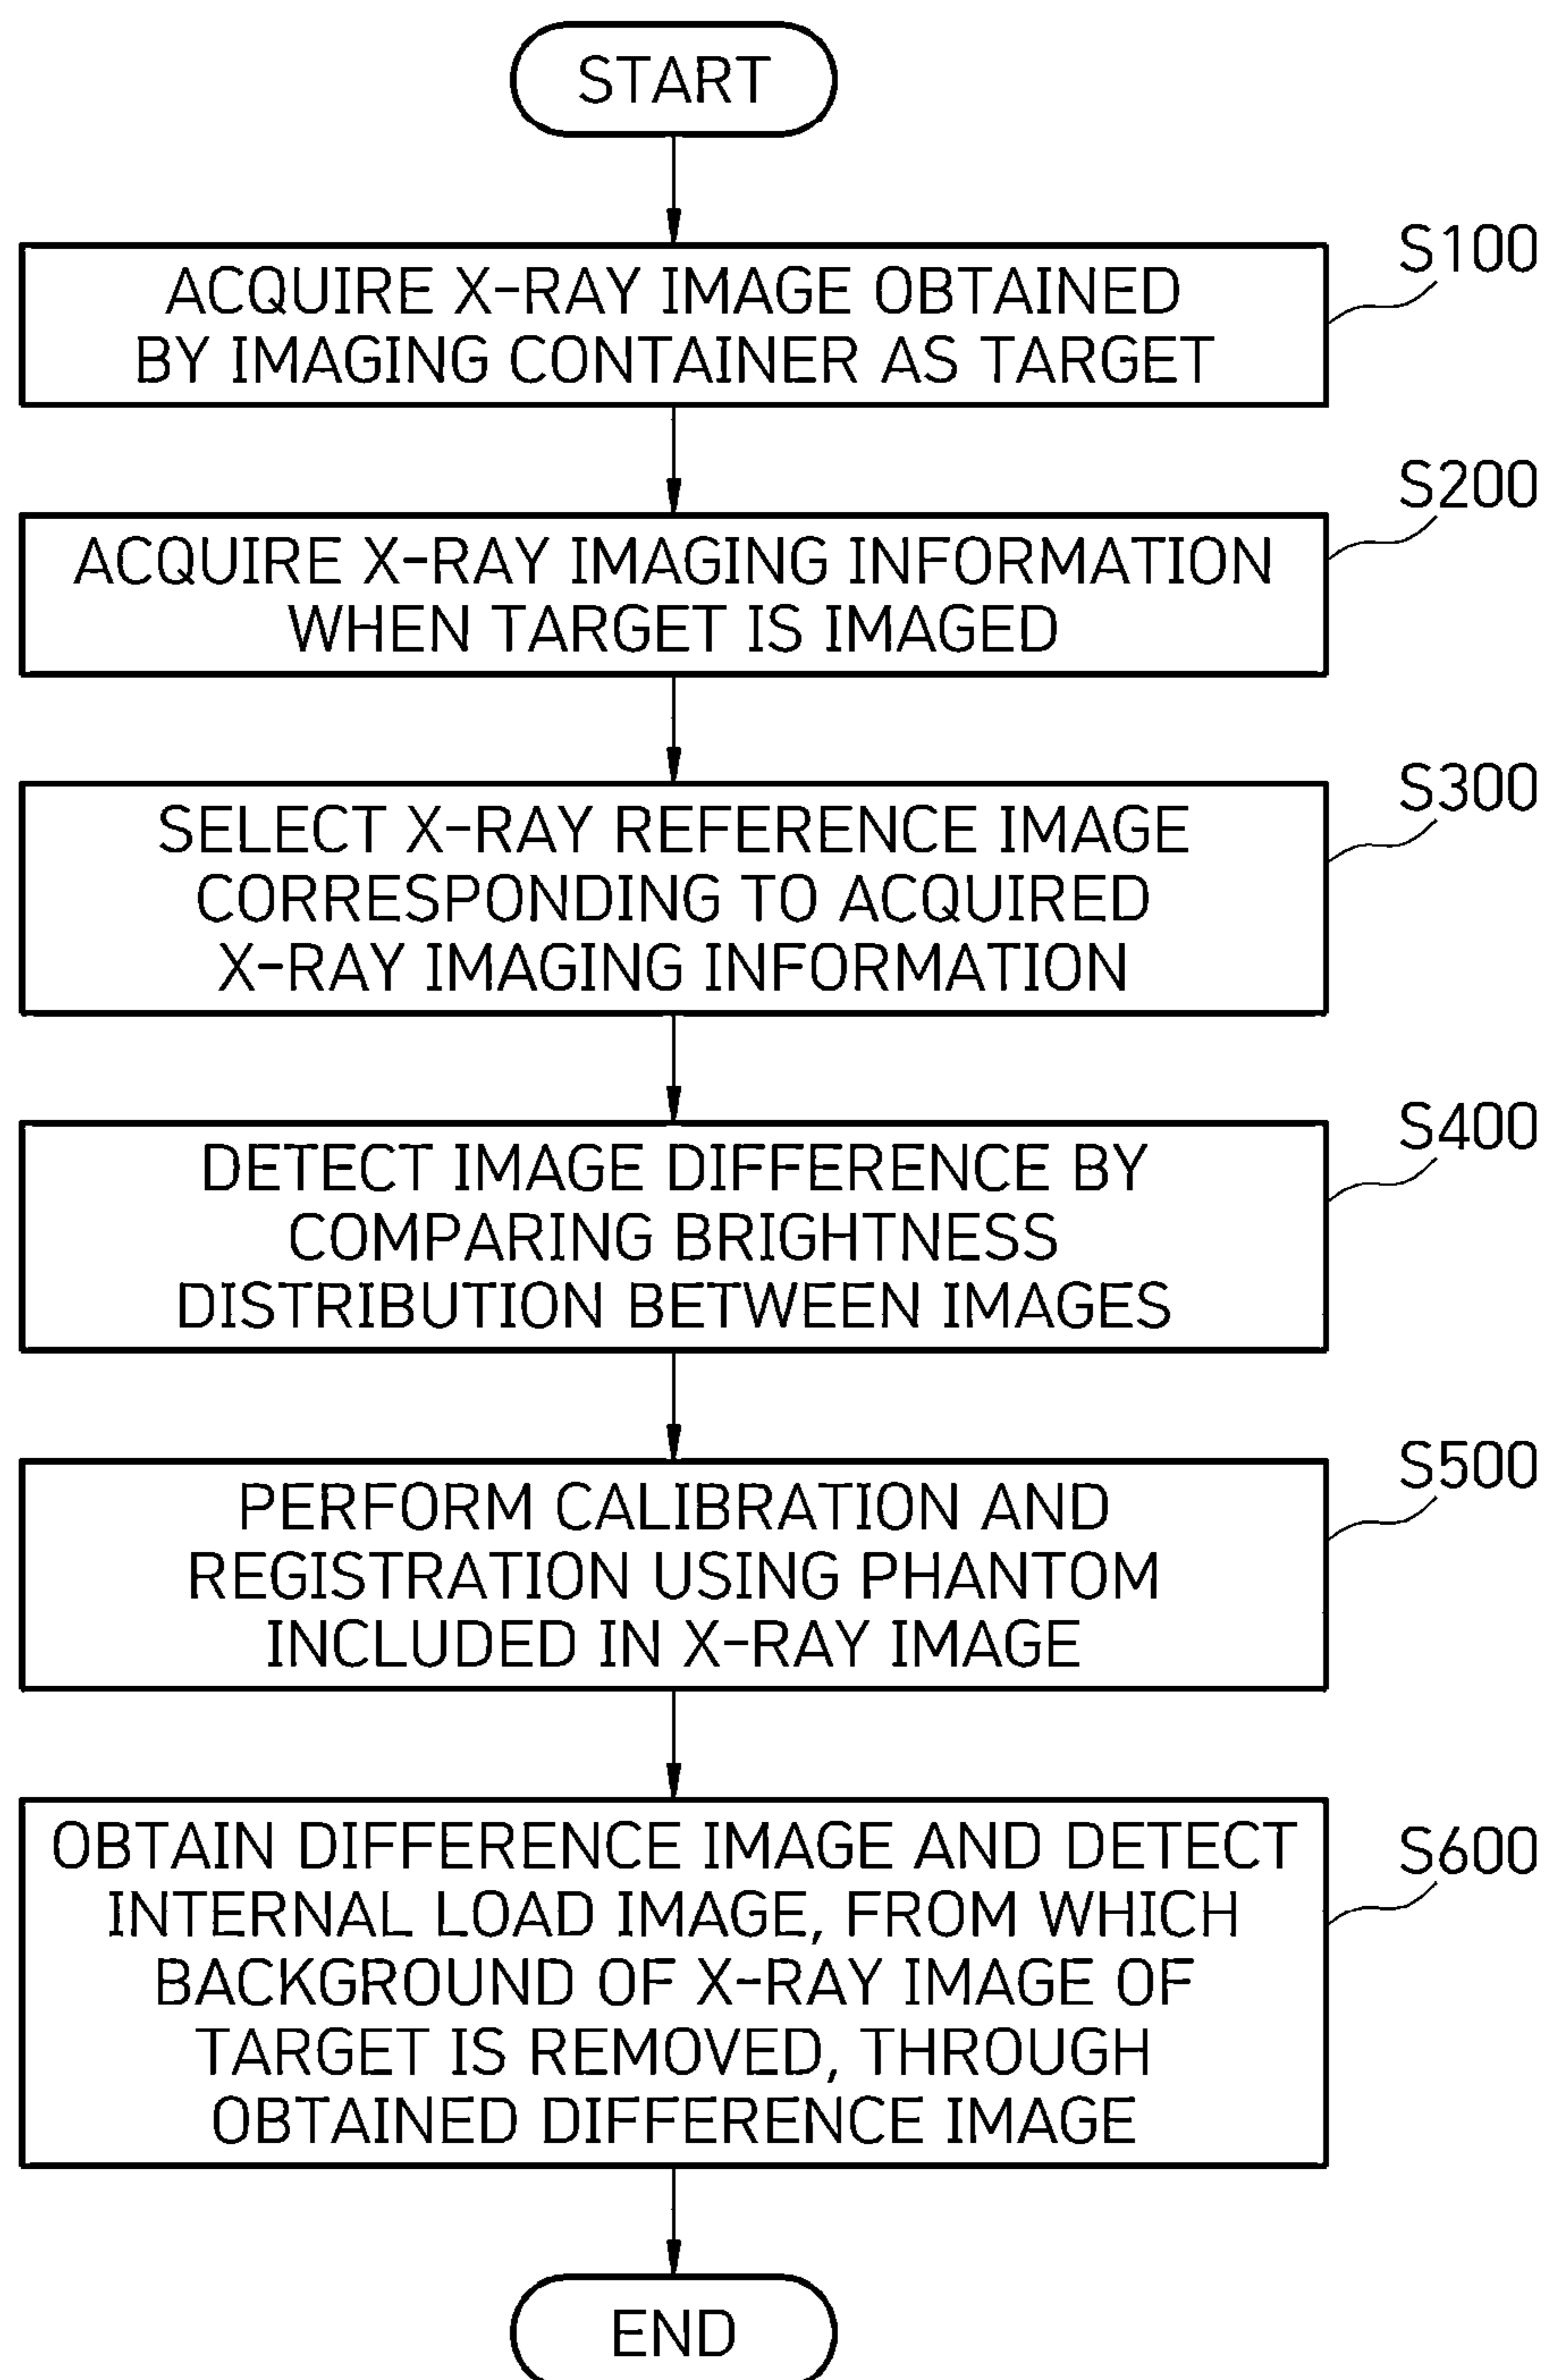 START
S100
ACQUIRE X-RAY IMAGE OBTAINED
BY IMAGING CONTAINER AS TARGET
S200
ACQUIRE X-RAY IMAGING INFORMATION
WHEN TARGET IS IMAGED
S300
SELECT X-RAY REFERENCE IMAGE
CORRESPONDING TO ACQUIRED
X-RAY IMAGING INFORMATION
S400
DETECT IMAGE DIFFERENCE BY
COMPARING BRIGHTNESS
DISTRIBUTION BETWEEN IMAGES
S500
PERFORM CALIBRATION AND
REGISTRATION USING PHANTOM
INCLUDED IN X-RAY IMAGE
S600
OBTAIN DIFFERENCE IMAGE AND DETECT
INTERNAL LOAD IMAGE, FROM WHICH
BACKGROUND OF X-RAY IMAGE OF
TARGET IS REMOVED, THROUGH
OBTAINED DIFFERENCE IMAGE
END